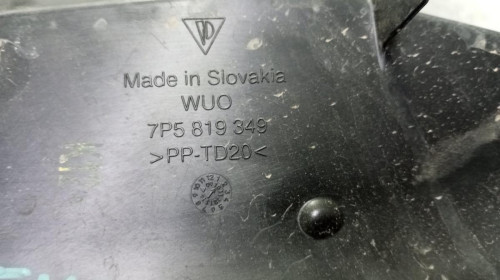 Made in Slovakia
WUO
7P5 819 349
>PP-TD20<